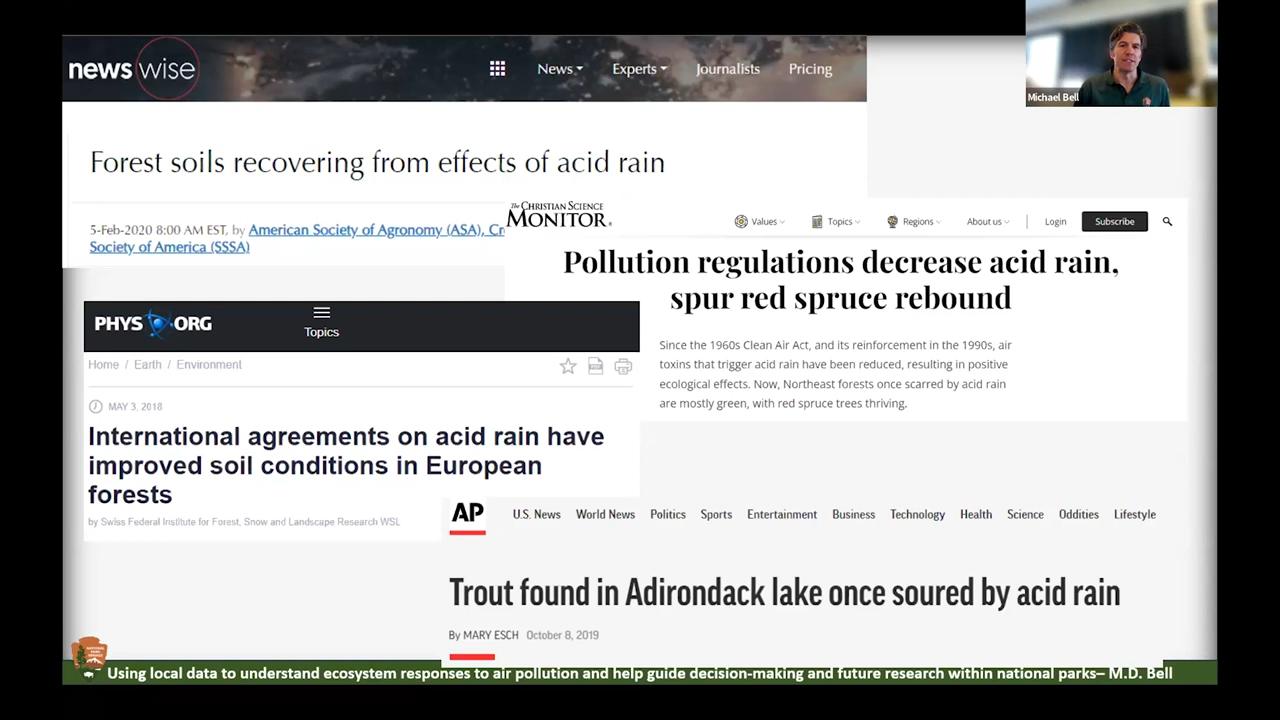 news wise
News
Experts
Journalists
Pricing
Michael Bell
Forest soils recovering from effects of acid rain
5-Feb-2020 8:00 AM EST, by American Society of Agronomy (ASA), Cr
Society of America (SSSA)
The Christian Science
MONITOR
Values
Topics
Regions
About us
Login
Subscribe
Pollution regulations decrease acid rain,
spur red spruce rebound
Since the 1960s Clean Air Act, and its reinforcement in the 1990s, air
toxins that trigger acid rain have been reduced, resulting in positive
ecological effects. Now, Northeast forests once scarred by acid rain
are mostly green, with red spruce trees thriving.
PHYS ORG
Topics
Home / Earth / Environment
MAY 3, 2018
International agreements on acid rain have
improved soil conditions in European
forests
by Swiss Federal Institute for Forest, Snow and Landscape Research WSL
AP
U.S. News
World News
Politics
Sports
Entertainment
Business
Technology
Health
Science
Oddities
Lifestyle
Trout found in Adirondack lake once soured by acid rain
By MARY ESCH October 8, 2019
Using local data to understand ecosystem responses to air pollution and help guide decision-making and future research within national parks– M.D. Bell